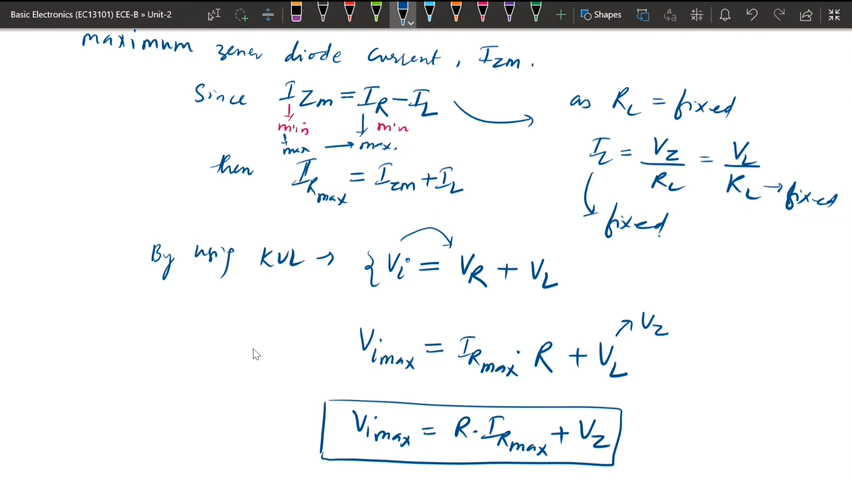 Basic Electronics (EC13101) ECE-B » Unit-2
Shapes
maximum zener diode current, IZM.
Since IZm = IR - IL
min min
max → max.
then IRmax = IZm + IL
as RL = fixed
IL = VZ/RL = VL/RL → fixed
fixed
By using KVL → { Vi = VR + VL
Vimax = IRmax · R + VL
VZ
Vimax = R · IRmax + VZ